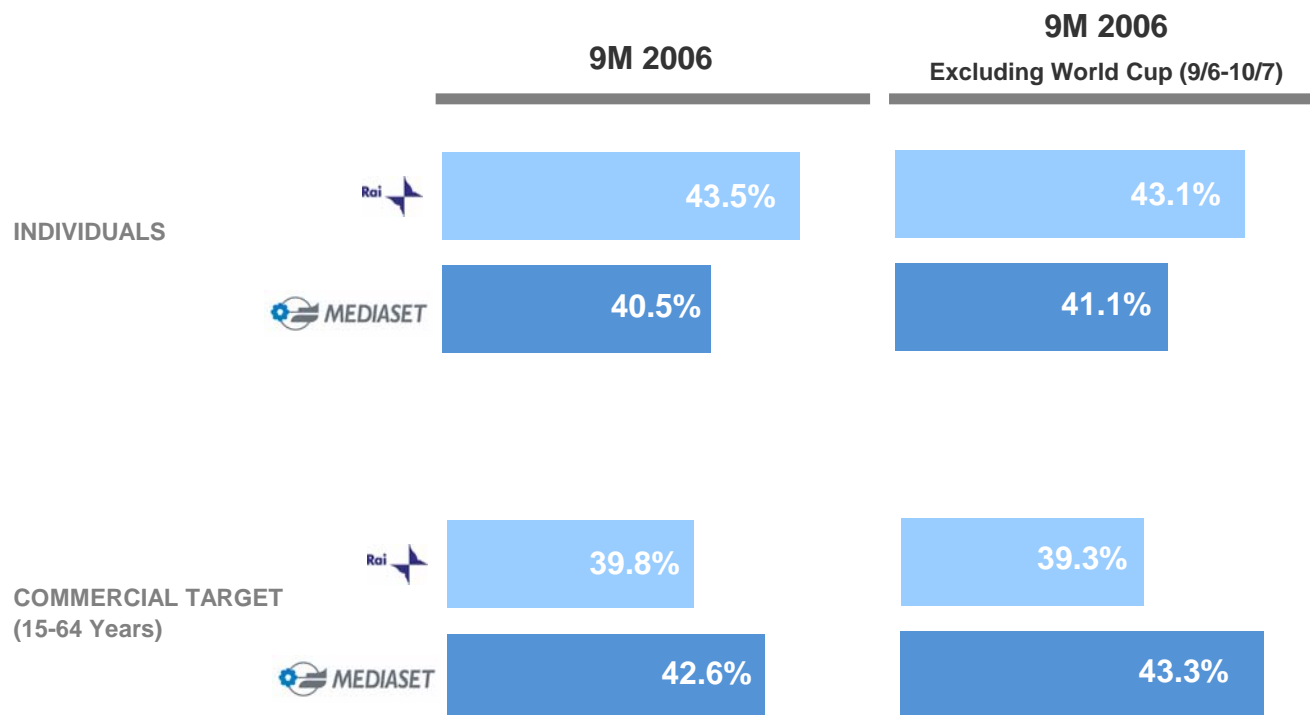 9M 2006
9M 2006
Excluding World Cup (9/6-10/7)
INDIVIDUALS
Rai
43.5%
43.1%
MEDIASET
40.5%
41.1%
COMMERCIAL TARGET
(15-64 Years)
Rai
39.8%
39.3%
MEDIASET
42.6%
43.3%